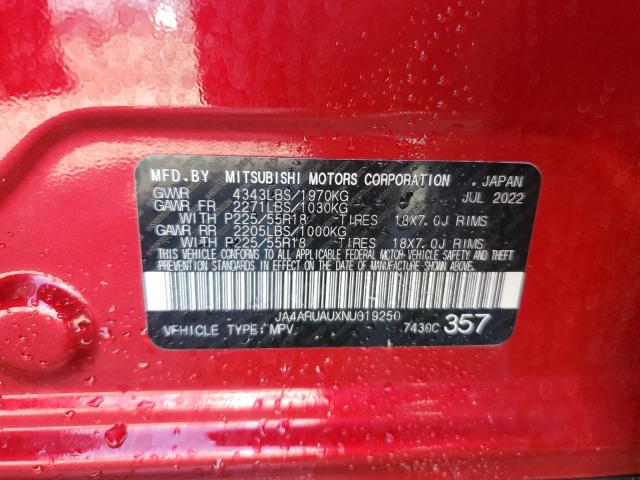 MFD.BY MITSUBISHI MOTORS CORPORATION JAPAN
GVWR 4343LBS/1970KG JUL 2022
GAWR FR 2271LBS/1030KG
WITH P225/55R18 TIRES 18X7.0J RIMS
GAWR RR 2205LBS/1000KG
WITH P225/55R18 TIRES 18X7.0J RIMS
THIS VEHICLE CONFORMS TO ALL APPLICABLE FEDERAL MOTOR-VEHICLE SAFETY AND THEFT
PREVENTION STANDARDS IN EFFECT ON THE DATE OF MANUFACTURE SHOWN ABOVE.
JA4ARUAUXNU019250
VEHICLE TYPE: MPV 7430C 357